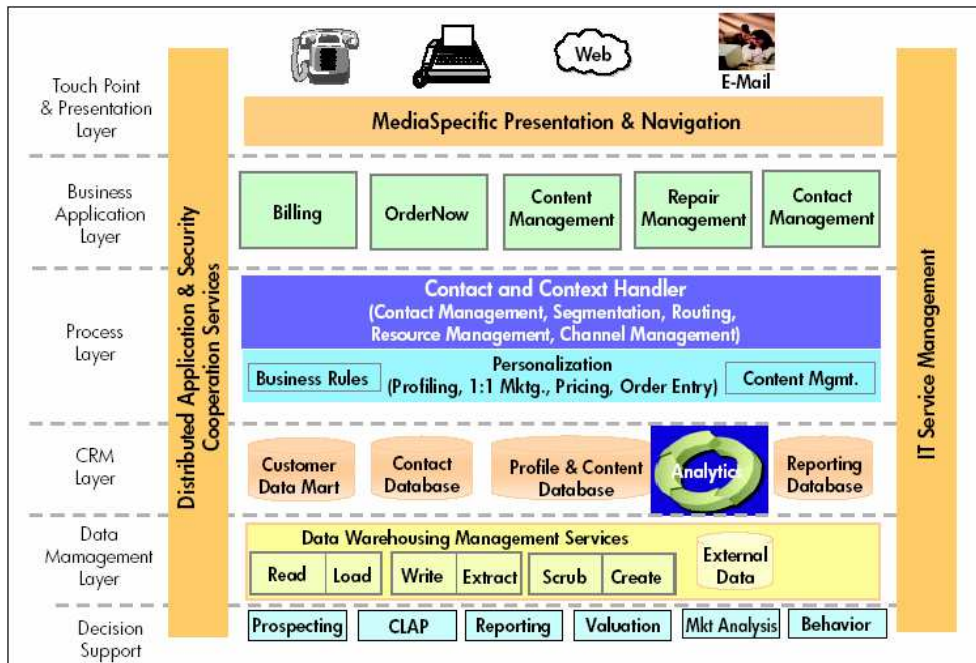 Web
E-Mail
Touch Point
& Presentation
Layer
MediaSpecific Presentation & Navigation
Business
Application
Layer
Billing
OrderNow
Content
Management
Repair
Management
Contact
Management
Process
Layer
Contact and Context Handler
(Contact Management, Segmentation, Routing,
Resource Management, Channel Management)
Business Rules
Personalization
(Profiling, 1:1 Mktg., Pricing, Order Entry)
Content Mgmt.
CRM
Layer
Customer
Data Mart
Contact
Database
Profile & Content
Database
Analytics
Reporting
Database
Data
Mamagement
Layer
Data Warehousing Management Services
Read
Load
Write
Extract
Scrub
Create
External
Data
Decision
Support
Prospecting
CLAP
Reporting
Valuation
Mkt Analysis
Behavior
Distributed Application & Security
Cooperation Services
IT Service Management